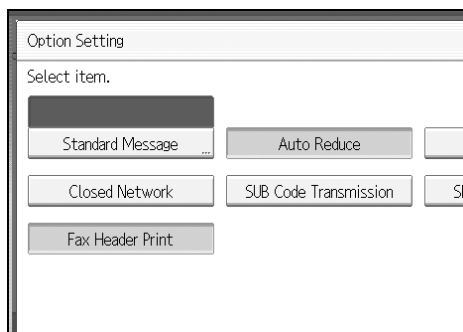 Option Setting
Select item.
Standard Message ... Auto Reduce
Closed Network SUB Code Transmission
Fax Header Print